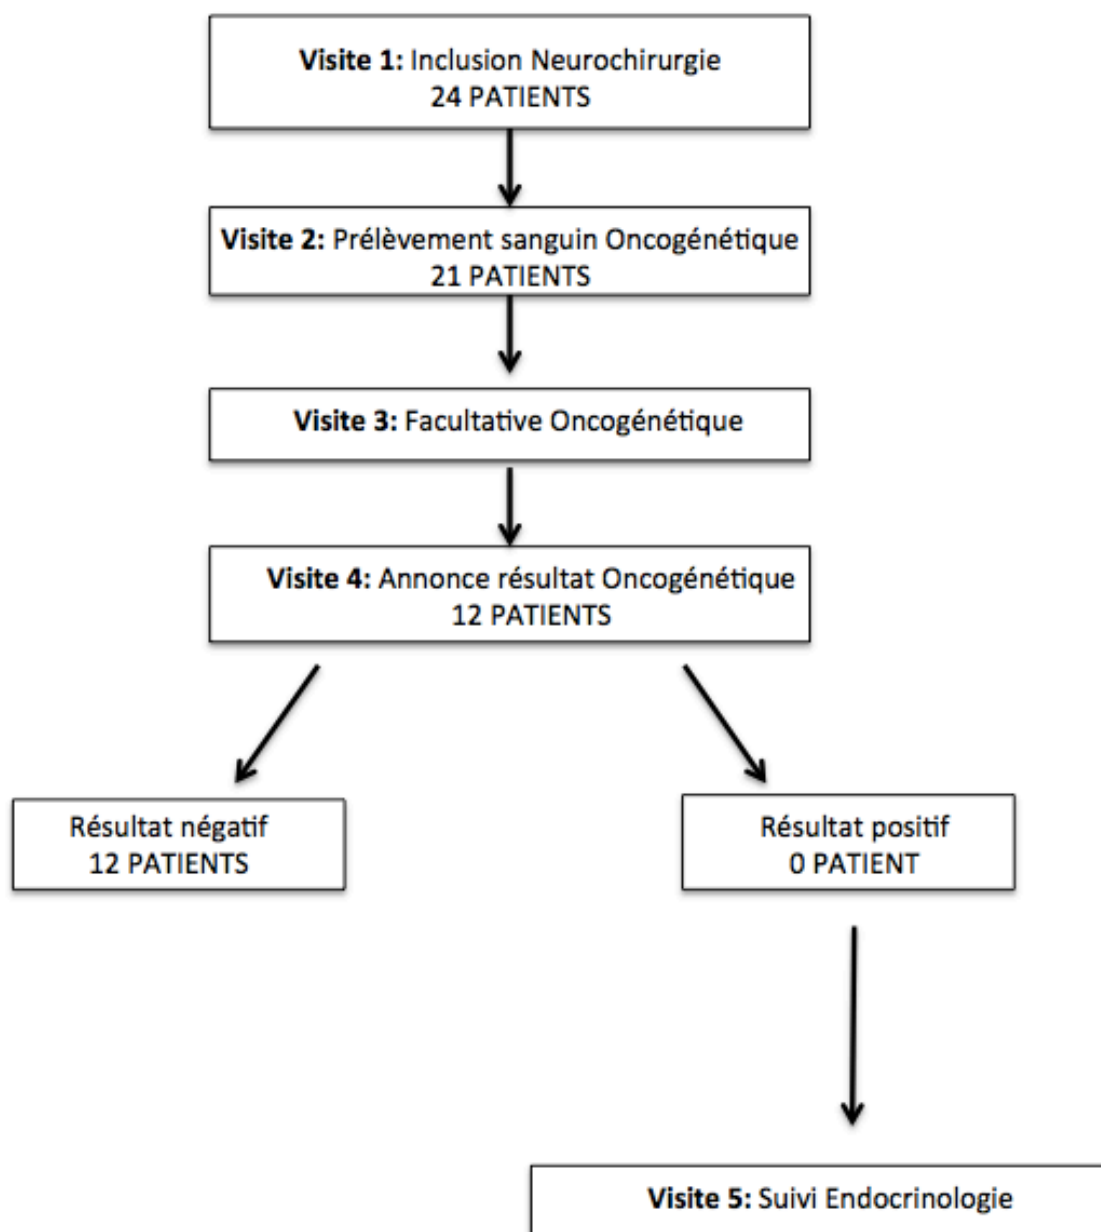 Visite 1: Inclusion Neurochirurgie
24 PATIENTS
Visite 2: Prélèvement sanguin Oncogénétique
21 PATIENTS
Visite 3: Facultative Oncogénétique
Visite 4: Annonce résultat Oncogénétique
12 PATIENTS
Résultat négatif
12 PATIENTS
Résultat positif
0 PATIENT
Visite 5: Suivi Endocrinologie